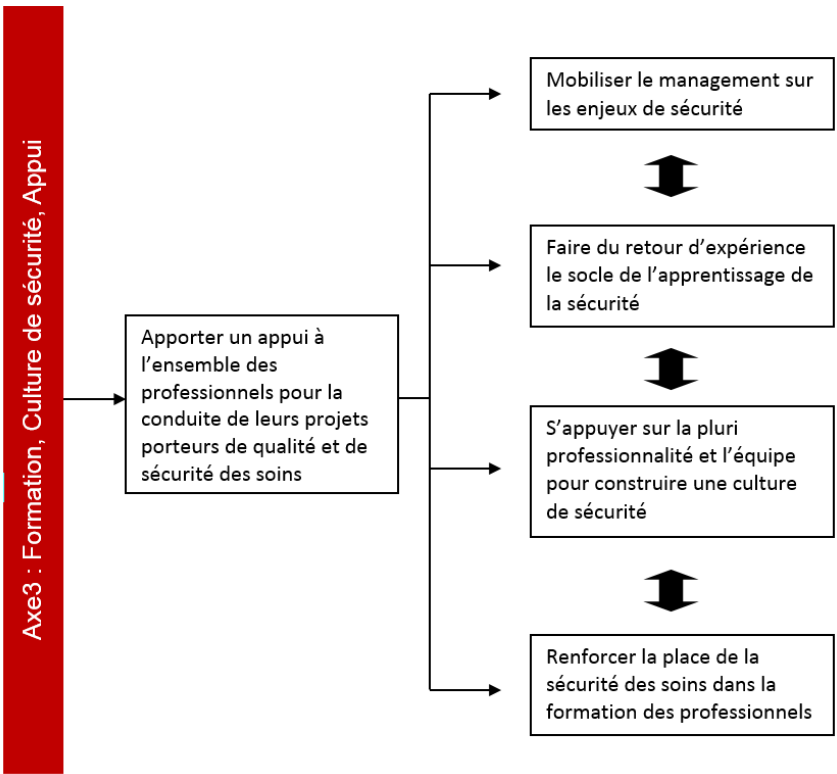 Axe3 : Formation, Culture de sécurité, Appui
Apporter un appui à
l’ensemble des
professionnels pour la
conduite de leurs projets
porteurs de qualité et de
sécurité des soins
Mobiliser le management sur
les enjeux de sécurité
Faire du retour d’expérience
le socle de l’apprentissage de
la sécurité
S’appuyer sur la pluri
professionnalité et l’équipe
pour construire une culture
de sécurité
Renforcer la place de la
sécurité des soins dans la
formation des professionnels